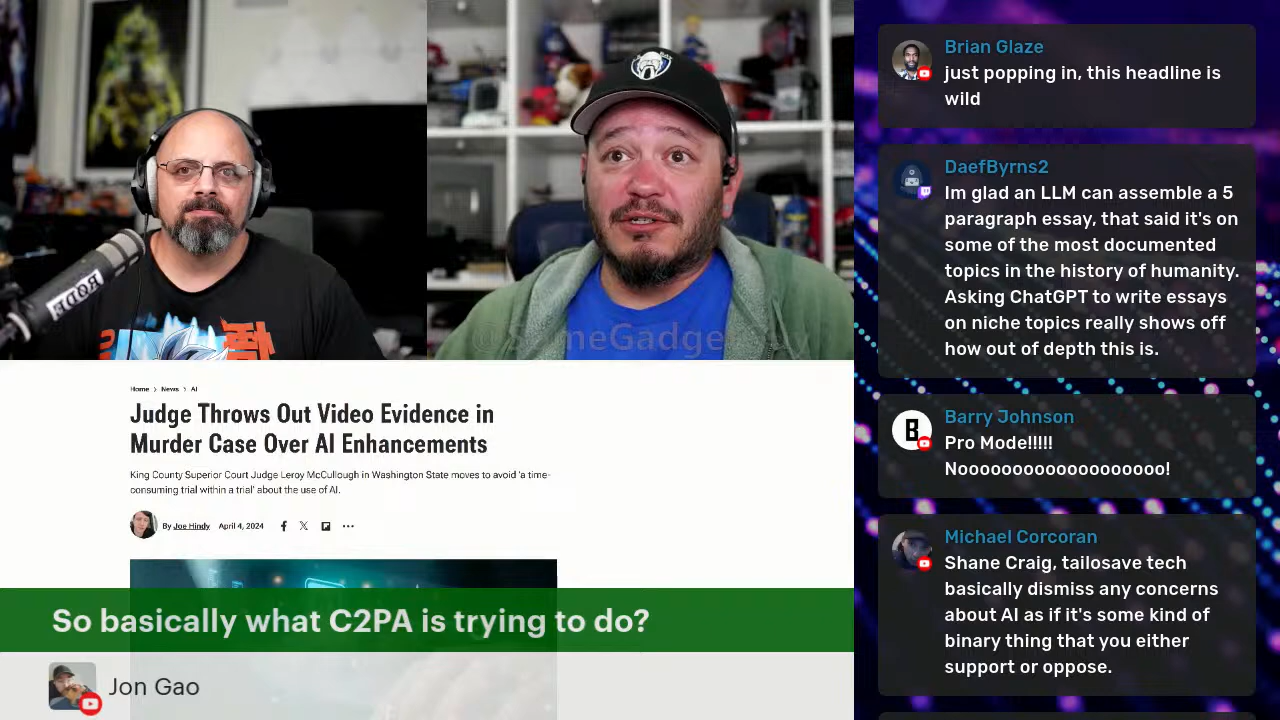 RODE
@SomeGadgetGuy
Home > News > AI
Judge Throws Out Video Evidence in
Murder Case Over AI Enhancements
King County Superior Court Judge Leroy McCullough in Washington State moves to avoid 'a time-
consuming trial within a trial' about the use of AI.
By Joe Hindy April 4, 2024
So basically what C2PA is trying to do?
Jon Gao
Brian Glaze
just popping in, this headline is
wild
DaefByrns2
Im glad an LLM can assemble a 5
paragraph essay, that said it's on
some of the most documented
topics in the history of humanity.
Asking ChatGPT to write essays
on niche topics really shows off
how out of depth this is.
B
Barry Johnson
Pro Mode!!!!!
Nooooooooooooooooooo!
Michael Corcoran
Shane Craig, tailosave tech
basically dismiss any concerns
about AI as if it's some kind of
binary thing that you either
support or oppose.